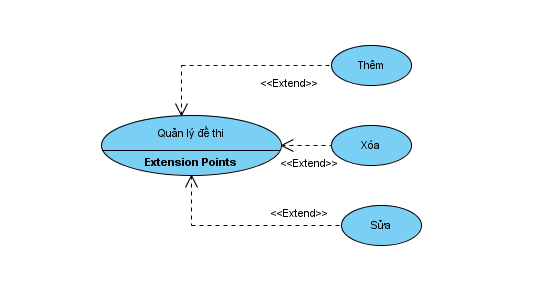 Thêm
<<Extend>>
Quản lý đề thi
Extension Points
Xóa
<<Extend>>
<<Extend>>
Sửa